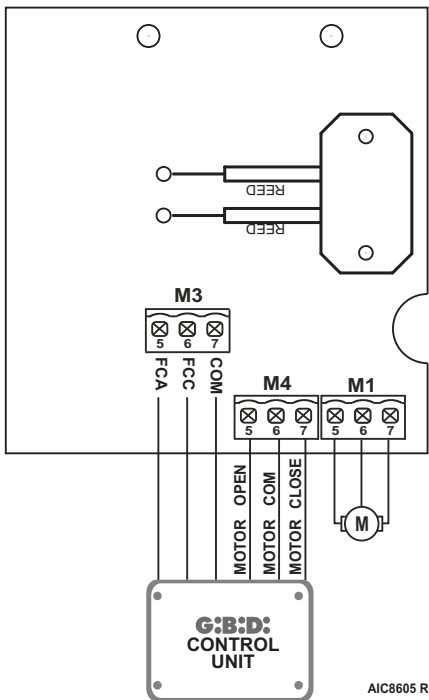 REED
REED
M3
5 6 7
FCA FCC COM
M4 M1
5 6 7 5 6 7
MOTOR OPEN
MOTOR COM
MOTOR CLOSE
M
G:B:D:
CONTROL
UNIT
AIC8605 R